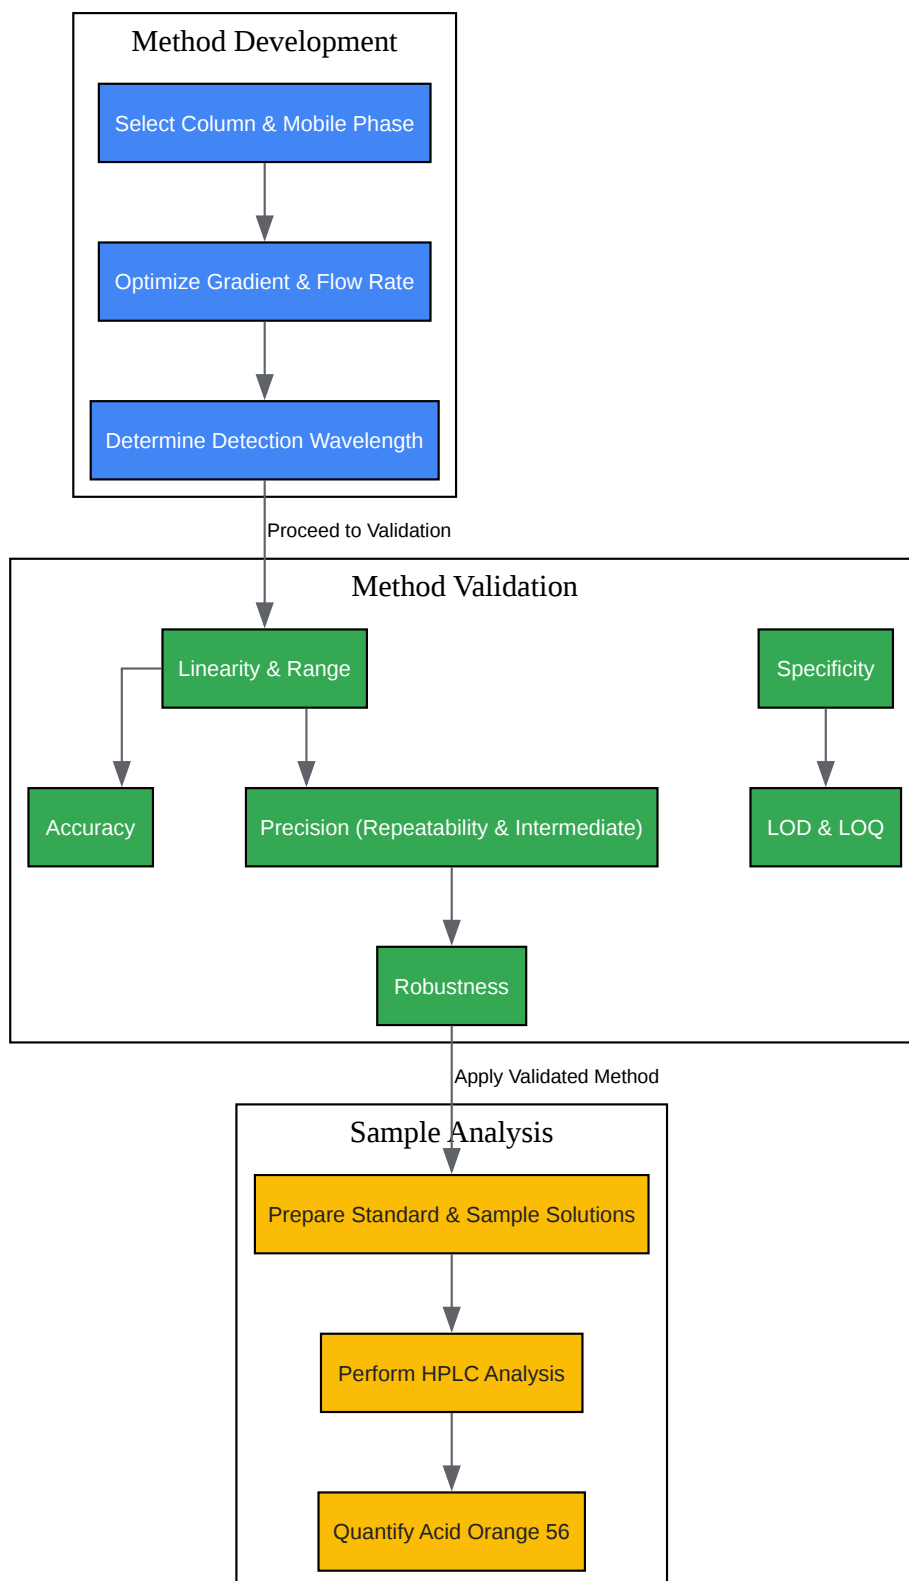 Method Development
Select Column & Mobile Phase
Optimize Gradient & Flow Rate
Determine Detection Wavelength
Proceed to Validation
Method Validation
Linearity & Range
Specificity
Accuracy
Precision (Repeatability & Intermediate)
LOD & LOQ
Robustness
Apply Validated Method
Sample Analysis
Prepare Standard & Sample Solutions
Perform HPLC Analysis
Quantify Acid Orange 56